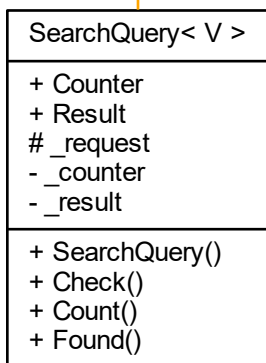 SearchQuery< V >
+ Counter
+ Result
# _request
- _counter
- _result
+ SearchQuery()
+ Check()
+ Count()
+ Found()